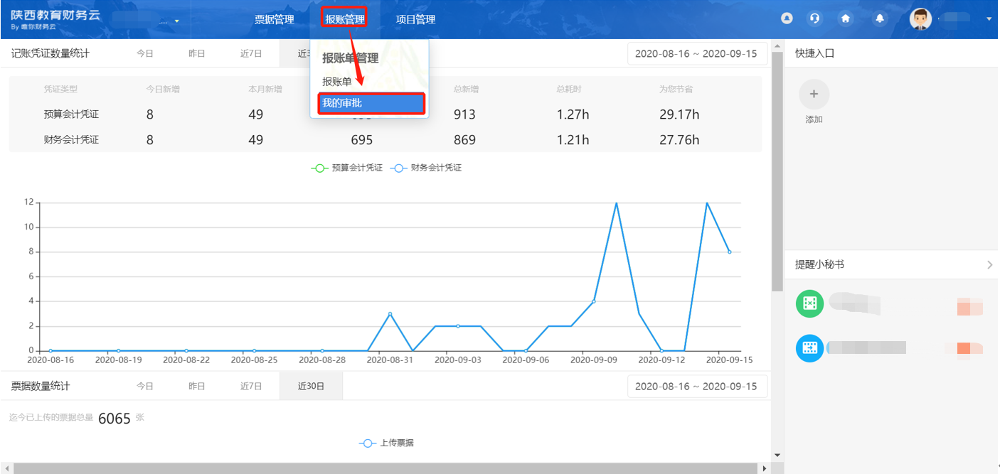 陕西教育财务云
By 唯你财务云
...
票据管理
报账管理
项目管理
记账凭证数量统计
今日
昨日
近7日
近3
2020-08-16 ~ 2020-09-15
报账单管理
报账单
我的审批
凭证类型
今日新增
本月新增
总新增
总耗时
为您节省
预算会计凭证
8
49
913
1.27h
29.17h
财务会计凭证
8
49
695
869
1.21h
27.76h
预算会计凭证
财务会计凭证
12
10
8
6
4
2
0
2020-08-16
2020-08-19
2020-08-22
2020-08-25
2020-08-28
2020-08-31
2020-09-03
2020-09-06
2020-09-09
2020-09-12
2020-09-15
票据数量统计
今日
昨日
近7日
近30日
2020-08-16 ~ 2020-09-15
迄今已上传的票据总量 6065 张
上传票据
快捷入口
+
添加
提醒小秘书